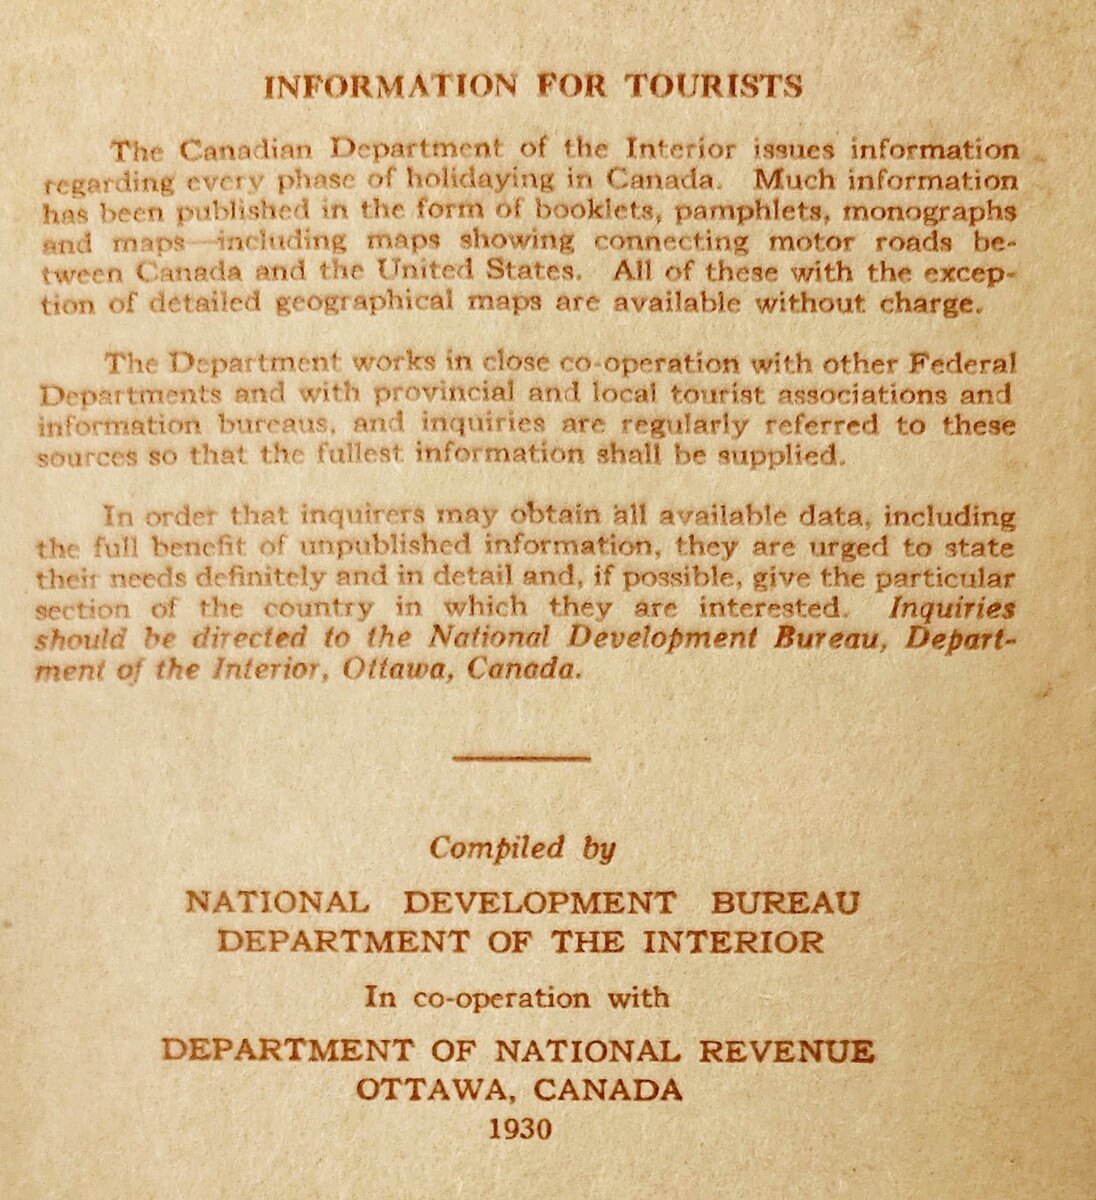 INFORMATION FOR TOURISTS
The Canadian Department of the Interior issues information
regarding every phase of holidaying in Canada. Much information
has been published in the form of booklets, pamphlets, monographs
and maps—including maps showing connecting motor roads be-
tween Canada and the United States. All of these with the excep-
tion of detailed geographical maps are available without charge.
The Department works in close co-operation with other Federal
Departments and with provincial and local tourist associations and
information bureaus, and inquiries are regularly referred to these
sources so that the fullest information shall be supplied.
In order that inquirers may obtain all available data, including
the full benefit of unpublished information, they are urged to state
their needs definitely and in detail and, if possible, give the particular
section of the country in which they are interested. Inquiries
should be directed to the National Development Bureau, Depart-
ment of the Interior, Ottawa, Canada.
Compiled by
NATIONAL DEVELOPMENT BUREAU
DEPARTMENT OF THE INTERIOR
In co-operation with
DEPARTMENT OF NATIONAL REVENUE
OTTAWA, CANADA
1930